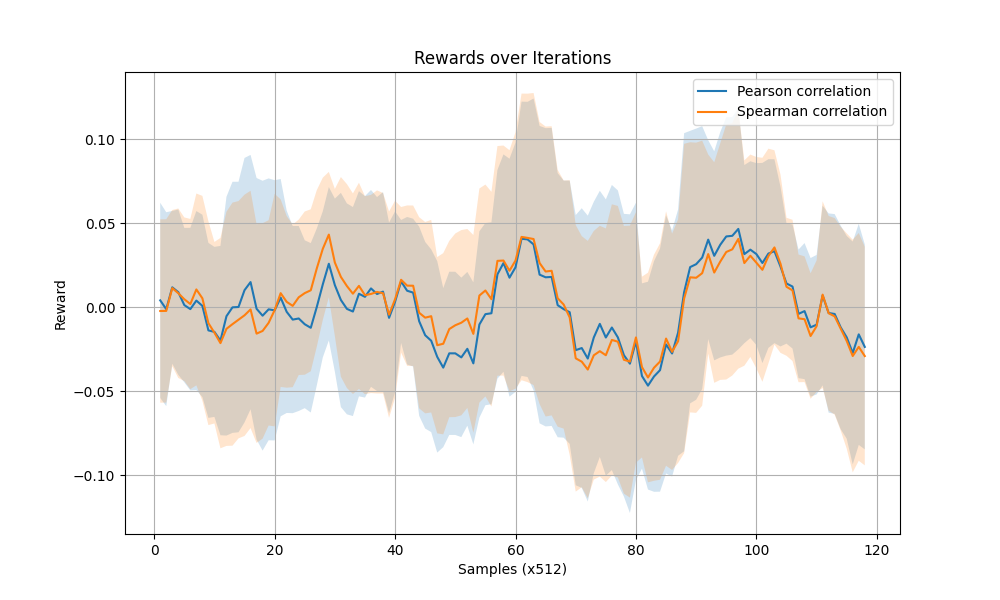 Rewards over Iterations
Pearson correlation
Spearman correlation
Reward
0.10
0.05
0.00
−0.05
−0.10
0 20 40 60 80 100 120
Samples (x512)